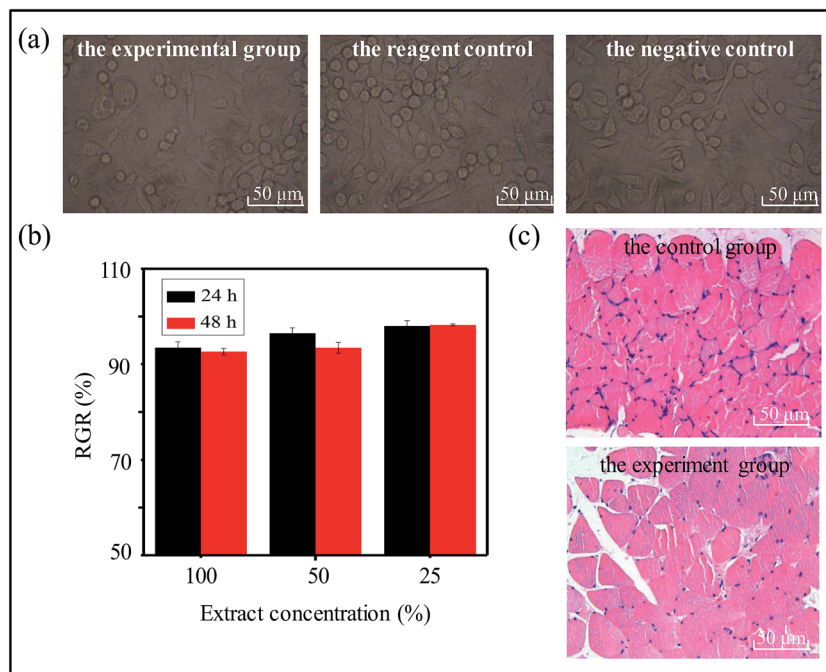 (a)
the experimental group
the reagent control
the negative control
50 μm
50 μm
50 μm
(b)
110
90
70
50
RGR (%)
24 h
48 h
100
50
25
Extract concentration (%)
(c)
the control group
50 μm
the experiment group
50 μm